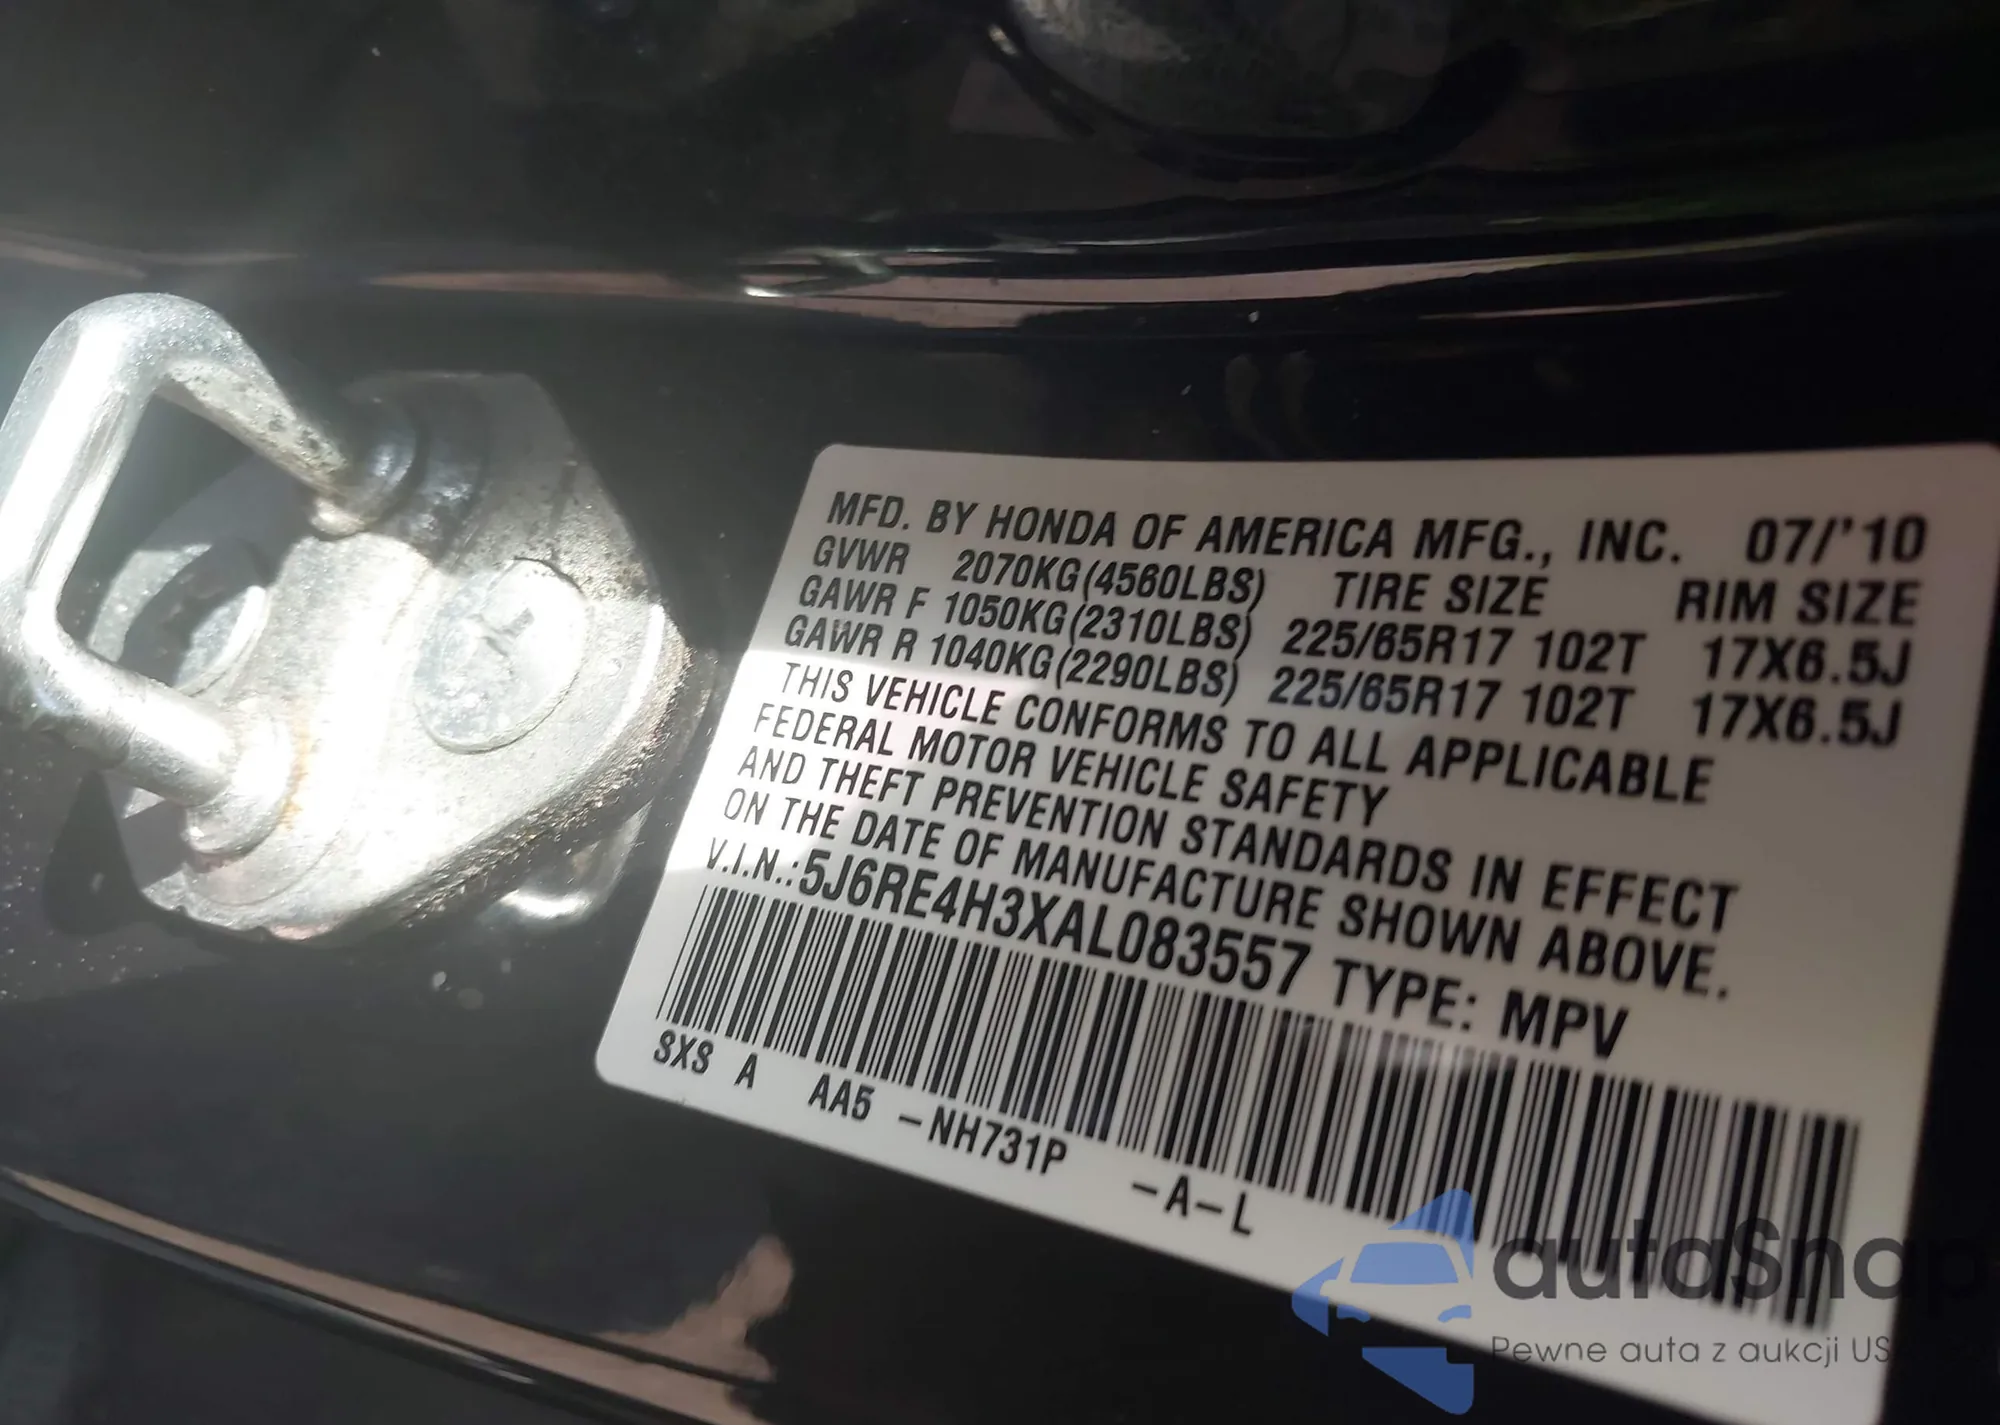 MFD. BY HONDA OF AMERICA MFG., INC. 07/'10
GVWR 2070KG(4560LBS) TIRE SIZE RIM SIZE
GAWR F 1050KG(2310LBS) 225/65R17 102T 17X6.5J
GAWR R 1040KG(2290LBS) 225/65R17 102T 17X6.5J
THIS VEHICLE CONFORMS TO ALL APPLICABLE
FEDERAL MOTOR VEHICLE SAFETY
AND THEFT PREVENTION STANDARDS IN EFFECT
ON THE DATE OF MANUFACTURE SHOWN ABOVE.
V.I.N.:5J6RE4H3XAL083557 TYPE: MPV
SXS A AA5 -NH731P -A-L
autaSnap
Pewne auta z aukcji US